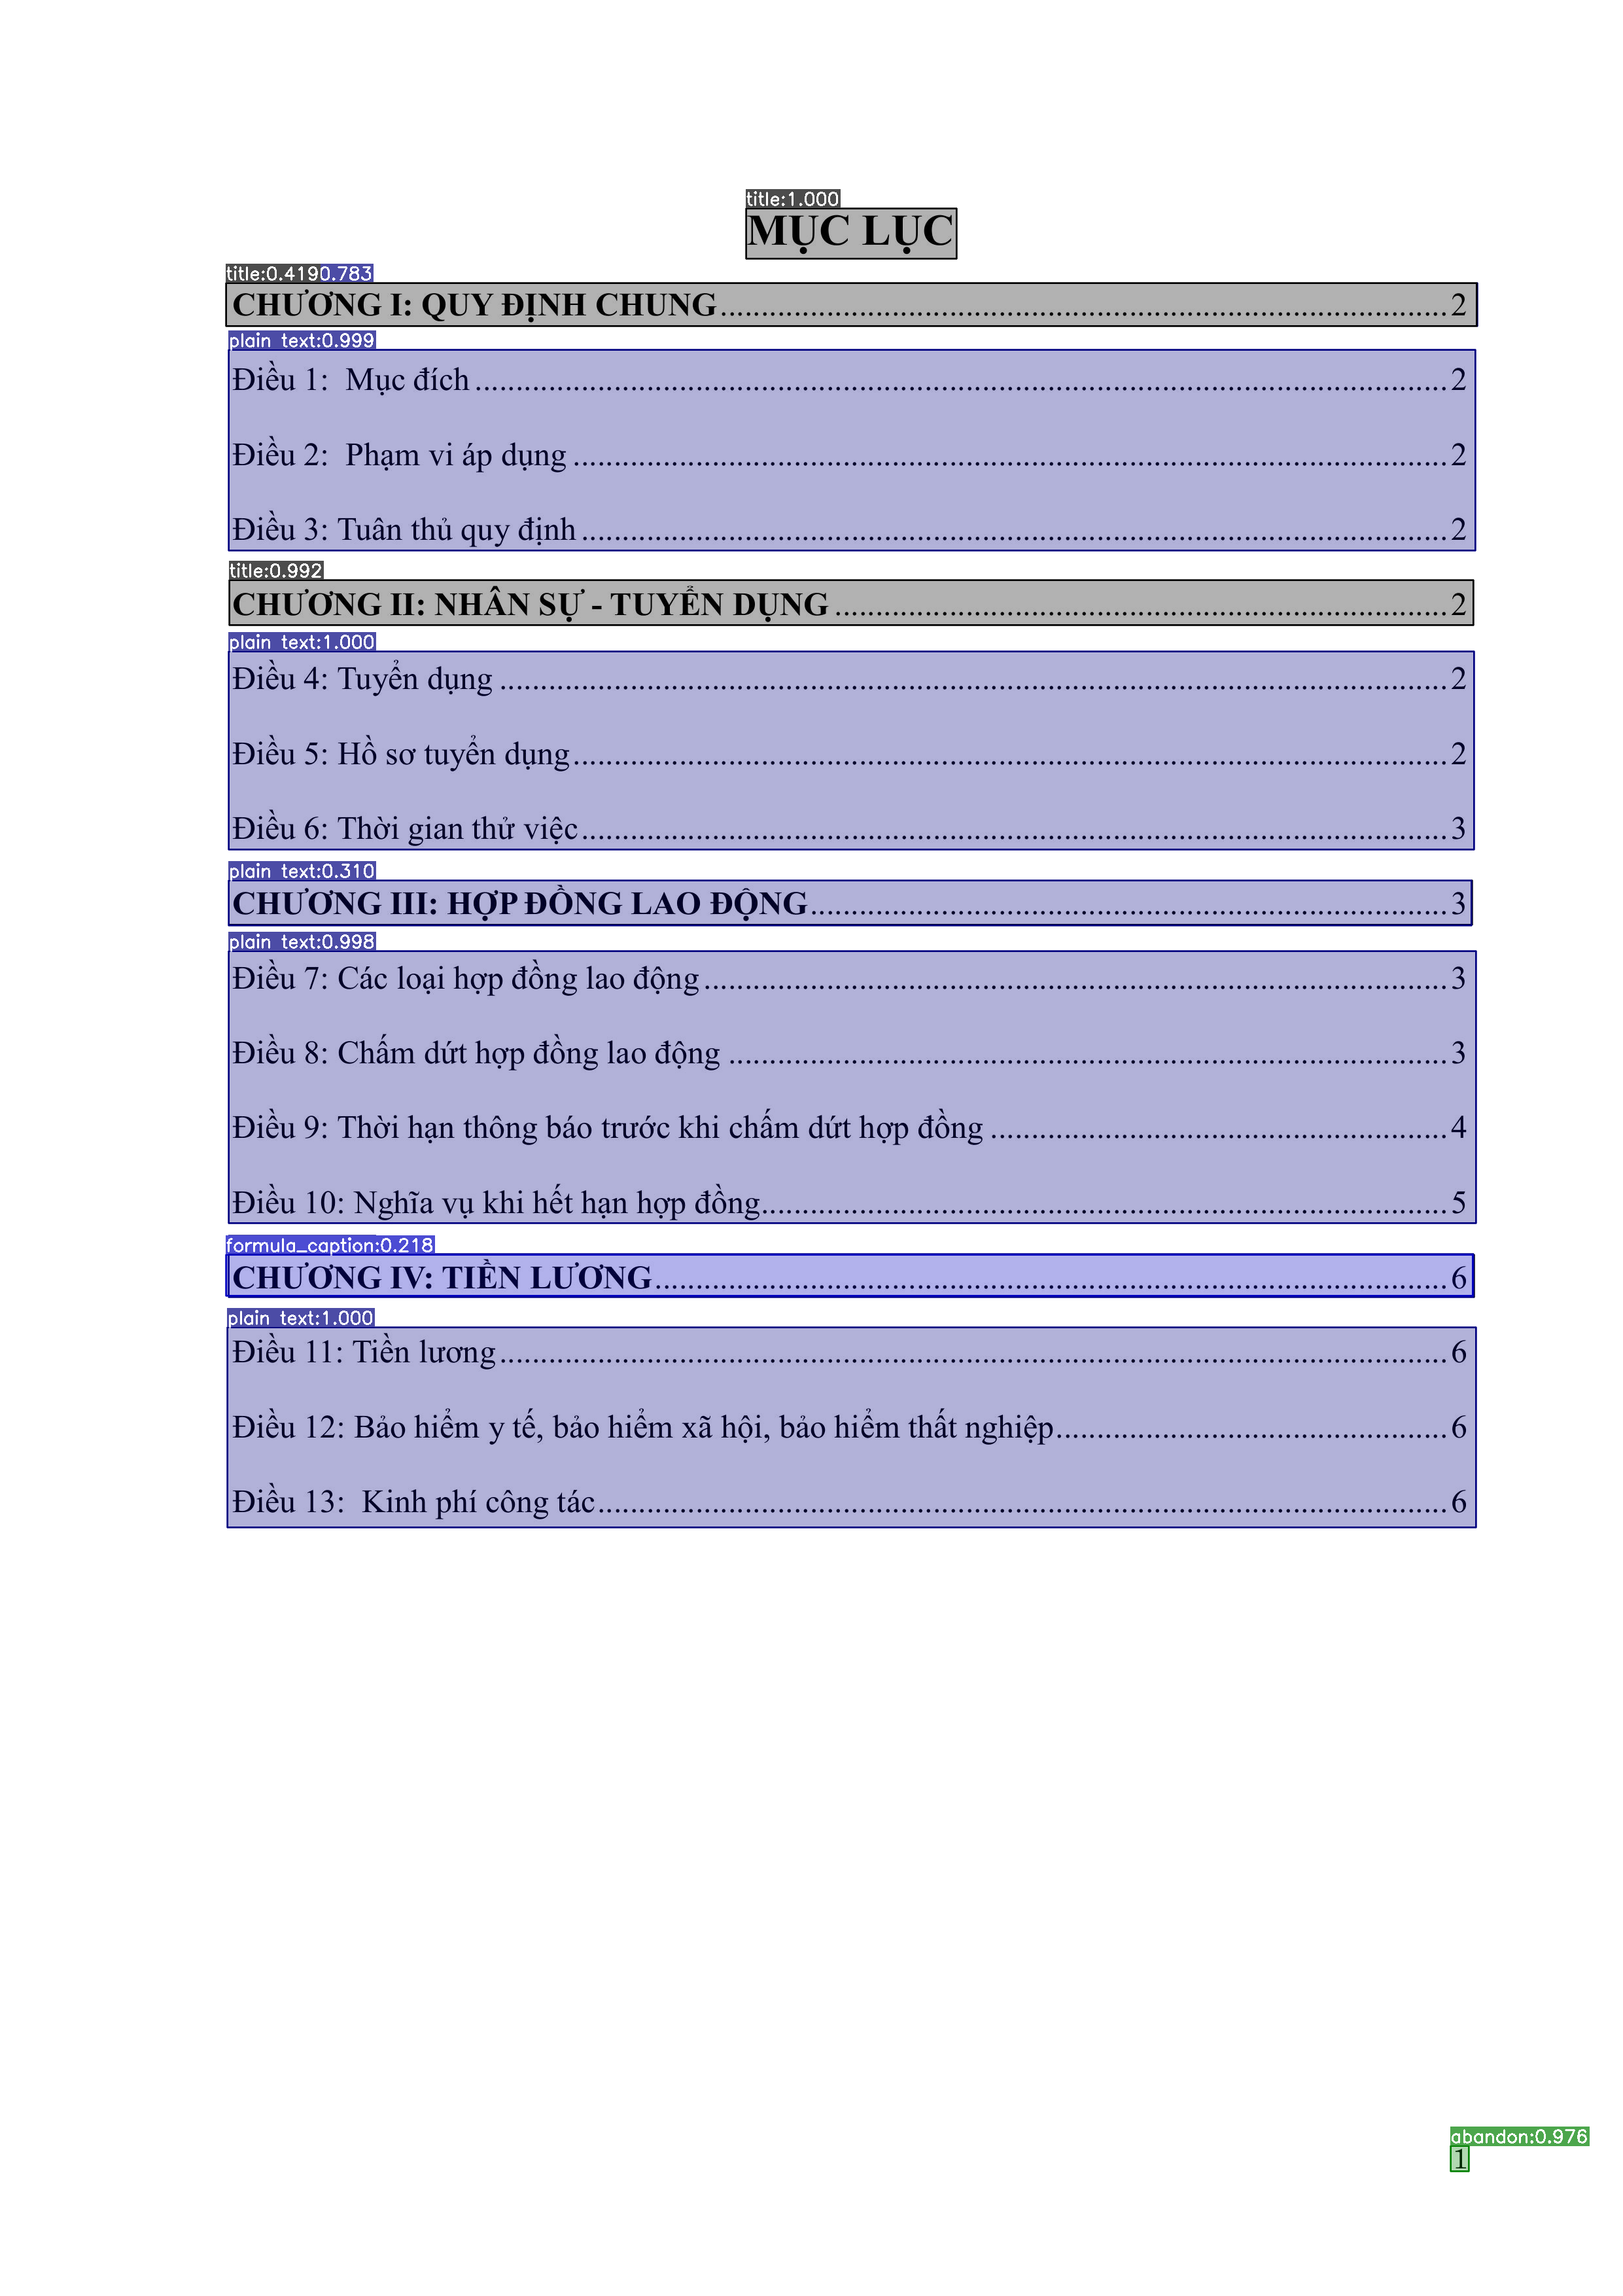 title:1.000
MỤC LỤC
title:0.4190.783
CHƯƠNG I: QUY ĐỊNH CHUNG........................................2
plain text:0.999
Điều 1:  Mục đích........................................2
Điều 2:  Phạm vi áp dụng........................................2
Điều 3: Tuân thủ quy định........................................2
title:0.992
CHƯƠNG II: NHÂN SỰ - TUYỂN DỤNG........................................2
plain text:1.000
Điều 4: Tuyển dụng........................................2
Điều 5: Hồ sơ tuyển dụng........................................2
Điều 6: Thời gian thử việc........................................3
plain text:0.310
CHƯƠNG III: HỢP ĐỒNG LAO ĐỘNG........................................3
plain text:0.998
Điều 7: Các loại hợp đồng lao động........................................3
Điều 8: Chấm dứt hợp đồng lao động........................................3
Điều 9: Thời hạn thông báo trước khi chấm dứt hợp đồng........................................4
Điều 10: Nghĩa vụ khi hết hạn hợp đồng........................................5
formula_caption:0.218
CHƯƠNG IV: TIỀN LƯƠNG........................................6
plain text:1.000
Điều 11: Tiền lương........................................6
Điều 12: Bảo hiểm y tế, bảo hiểm xã hội, bảo hiểm thất nghiệp........................................6
Điều 13:  Kinh phí công tác........................................6
abandon:0.976
1